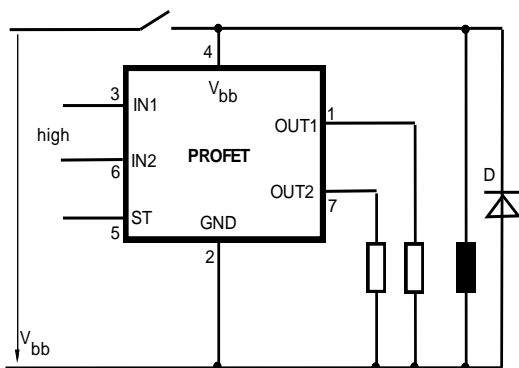 4
3
V bb
1
IN1
OUT1
high
PROFET
D
IN2
6
OUT2
7
ST
GND
5
2
V bb